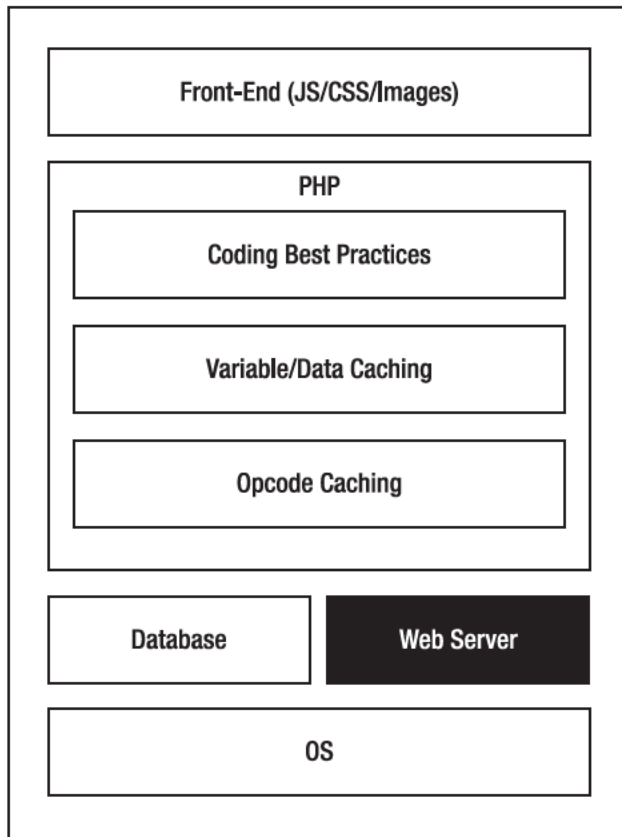 Front-End (JS/CSS/Images)
PHP
Coding Best Practices
Variable/Data Caching
Opcode Caching
Database
Web Server
OS